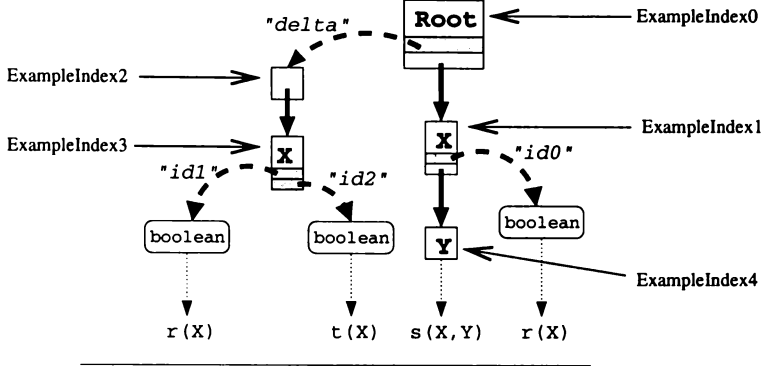 Root
ExampleIndex0
"delta"
ExampleIndex2
X
ExampleIndex1
ExampleIndex3
X
"id1"
"id2"
"id0"
boolean
boolean
boolean
Y
ExampleIndex4
r(X)
t(X)
s(X,Y)
r(X)